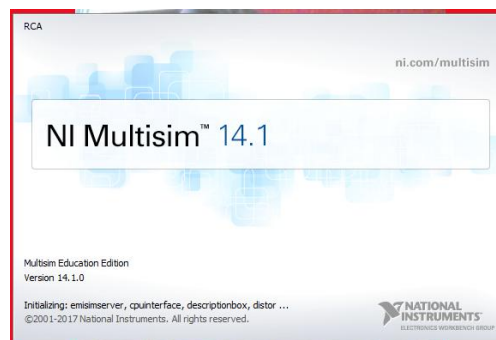 RCA
ni.com/multisim
NI Multisim™ 14.1
Multisim Education Edition
Version 14.1.0
Initializing: emisimserver, cpuinterface, descriptionbox, distor ...
©2001-2017 National Instruments. All rights reserved.
NATIONAL
INSTRUMENTS
ELECTRONICS WORKBENCH GROUP